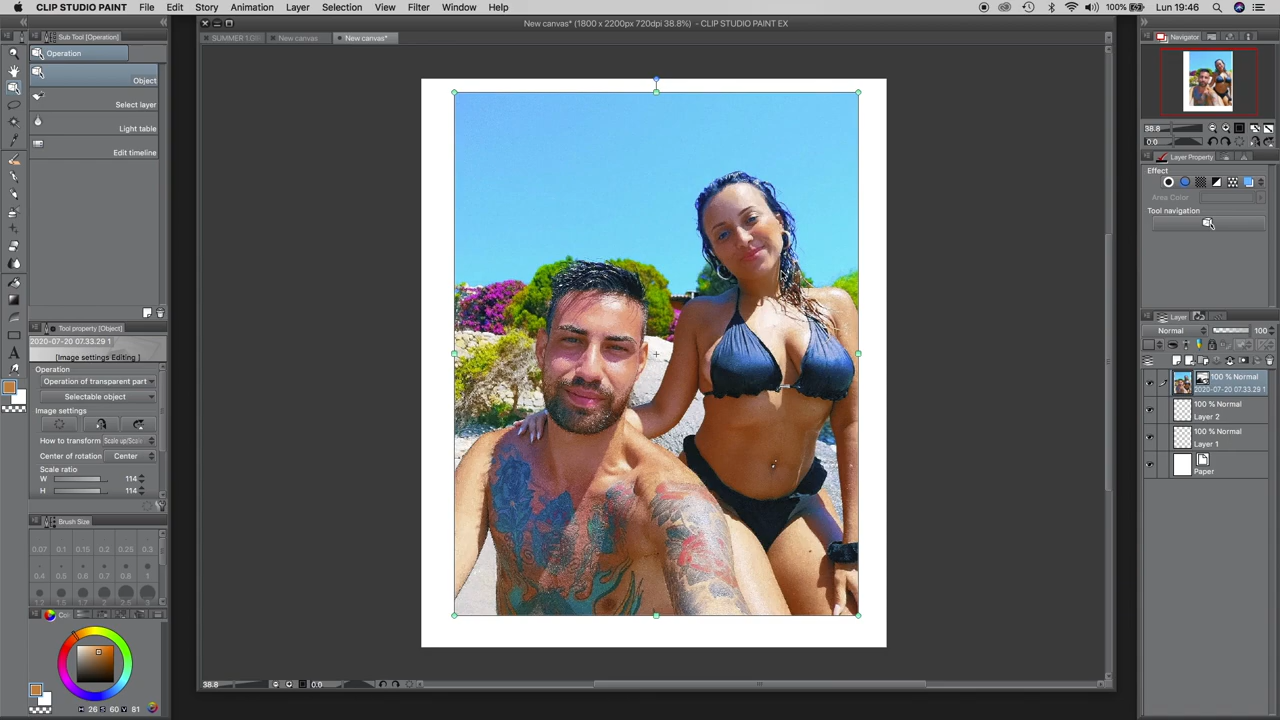 CLIP STUDIO PAINT File Edit Story Animation Layer Selection View Filter Window Help 100% Lun 19:46
New canvas* (1800 x 2200px 720dpi 38.8%) - CLIP STUDIO PAINT EX
Sub Tool [Operation]
Operation
Object
Select layer
Light table
Edit timeline
Tool property [Object]
2020-07-20 07.33.29 1
[Image settings Editing ]
Operation
Operation of transparent part
Selectable object
Image settings
How to transform Scale up/Scale
Center of rotation Center
Scale ratio
W 114
H 114
Brush Size
0.07 0.1 0.15 0.2 0.25 0.3
0.4 0.5 0.6 0.7 0.8 1
H 26 S 60 V 81
New canvas New canvas*
38.8 0.0
Navigator
38.8
0.0
Layer Property
Effect
Area Color
Tool navigation
Layer
Normal 100
100 % Normal
2020-07-20 07.33.29 1
100 % Normal
Layer 2
100 % Normal
Layer 1
Paper